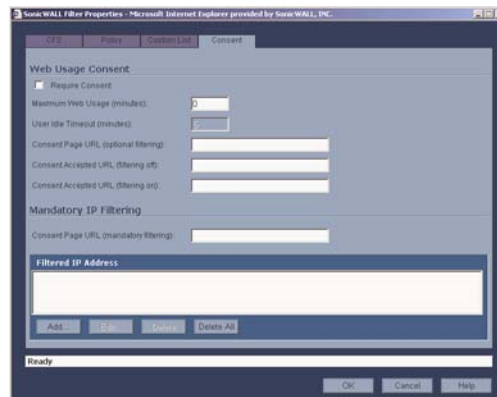 SonicWALL Filter Properties - Microsoft Internet Explorer provided by SonicWALL, INC.
CFS Policy Custom List Consent
Web Usage Consent
Require Consent
Maximum Web Usage (minutes): 0
User Idle Timeout (minutes): 5
Consent Page URL (optional filtering):
Consent Accepted URL (filtering off):
Consent Accepted URL (filtering on):
Mandatory IP Filtering
Consent Page URL (mandatory filtering):
Filtered IP Address
Add... Edit... Delete Delete All
Ready
OK Cancel Help